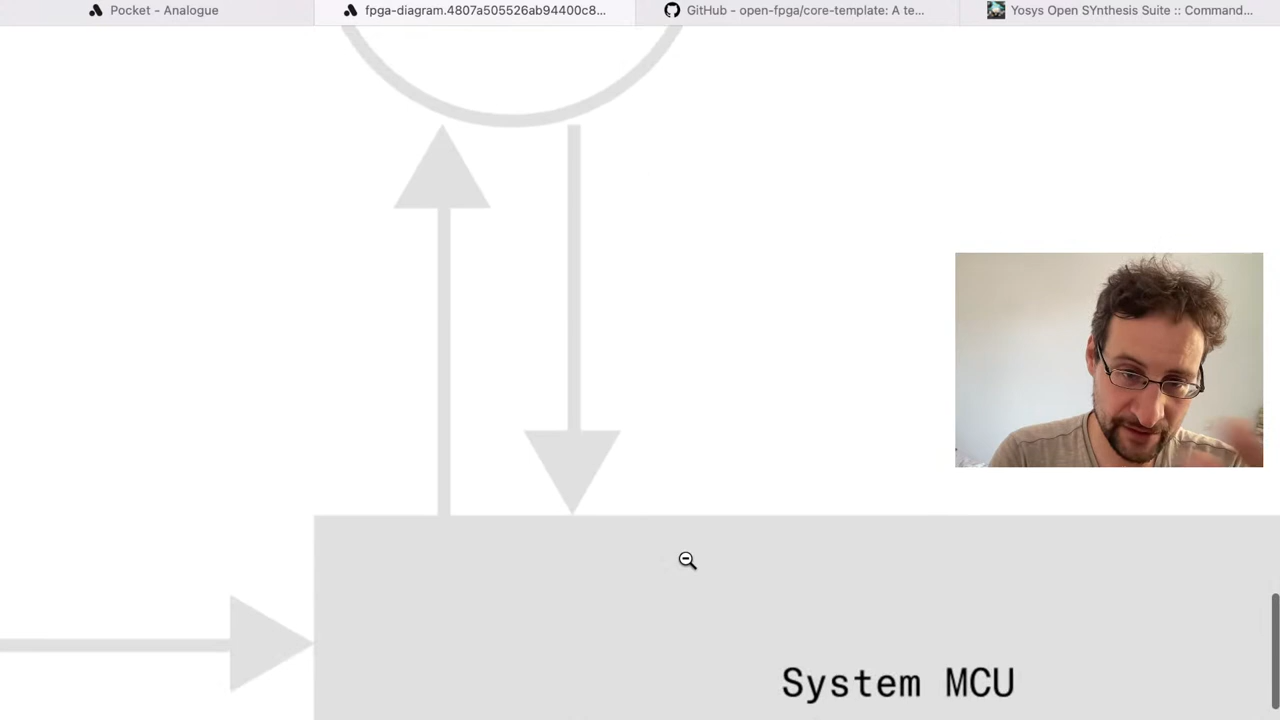 Pocket - Analogue
fpga-diagram.4807a505526ab94400c8...
GitHub - open-fpga/core-template: A te...
Yosys Open SYnthesis Suite :: Command...
System MCU